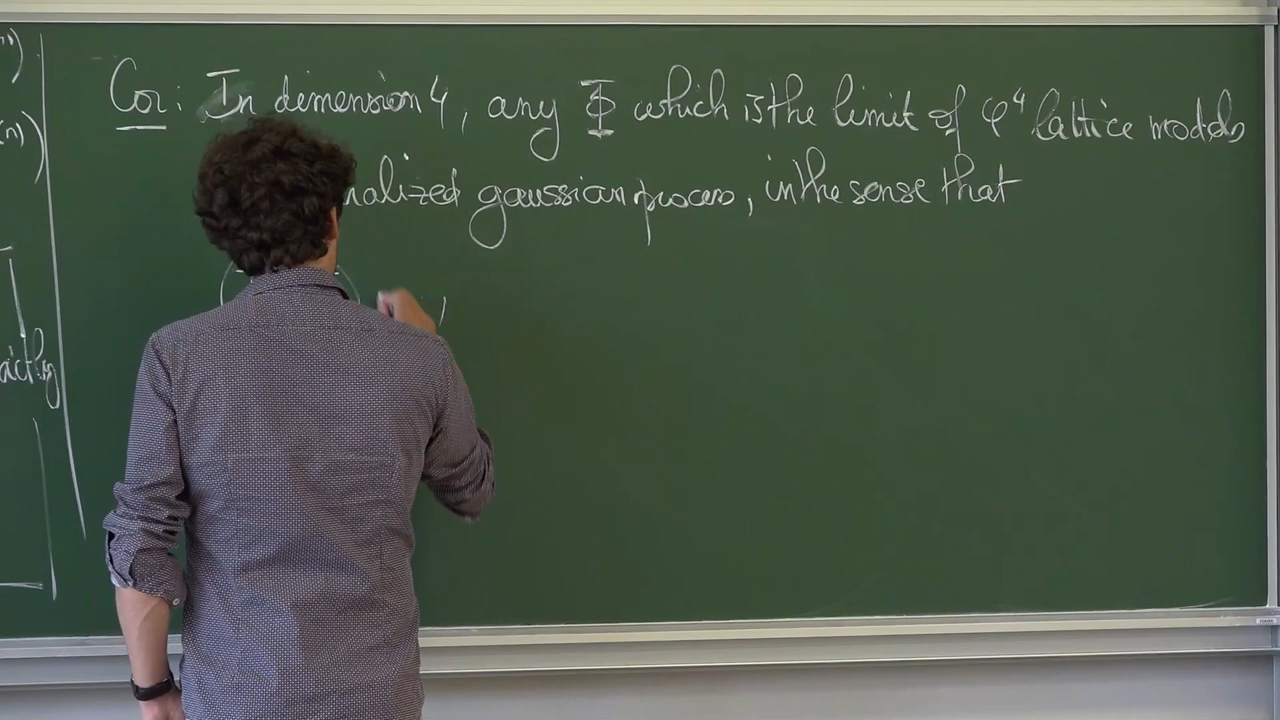 Cor: In dimension 4, any Φ which is the limit of φ⁴ lattice models
nalized gaussian process, in the sense that
n)
(n))
acting